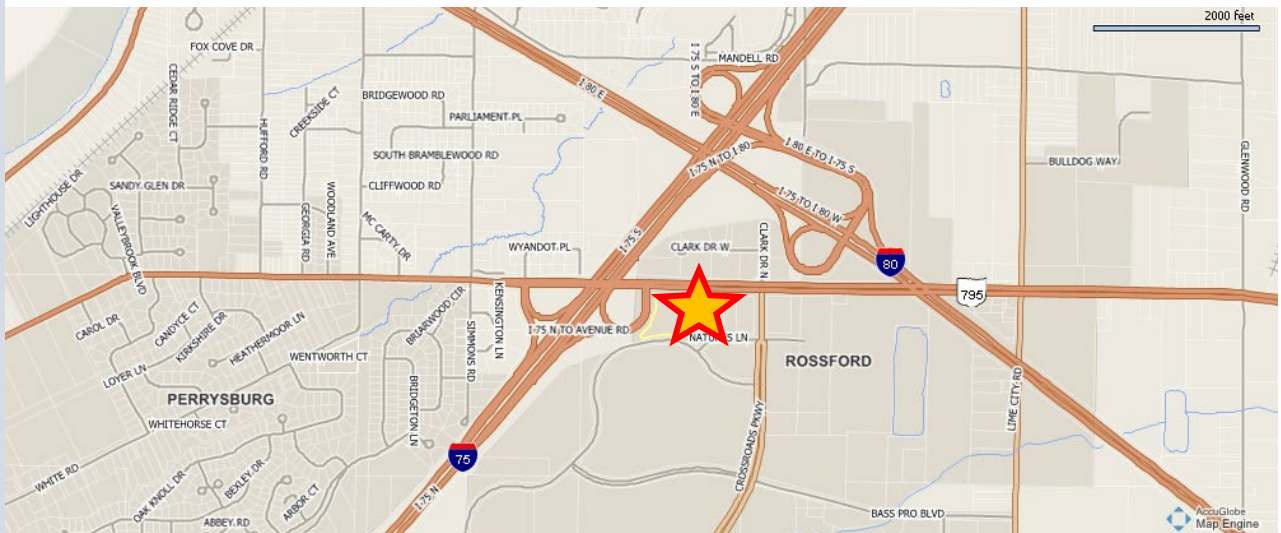 2000 feet
FOX COVE DR
MANDELL RD
I-75 S TO I-80 E
CEDAR RIDGE CT
HUFFORD RD
CREEKSIDE CT
BRIDGEWOOD RD
I-80 E
PARLIAMENT PL
SOUTH BRAMBLEWOOD RD
I-75 N TO I-80
I-80 E TO I-75 S
BULLDOG WAY
GLENWOOD RD
LIGHTHOUSE DR
SANDY GLEN DR
CLIFFWOOD RD
I-75 TO I-80 W
VALLEYBROOK BLVD
GEORGIA RD
WOODLAND AVE
MC CARTY DR
WYANDOT PL
I-75 S
CLARK DR W
CLARK DR N
80
795
KENSINGTON LN
BRIARWOOD CIR
SIMMONS RD
CAROL DR
CANDYCE CT
KIRKSHIRE DR
HEATHERMOOR LN
I-75 N TO AVENUE RD
LN
WENTWORTH CT
ROSSFORD
LOYER LN
PERRYSBURG
BRIDGETON LN
LIME CITY RD
WHITEHORSE CT
CROSSROADS PKWY
75
WHITE RD
OAK KNOLL DR
BEXLEY DR
ARBOR CT
I-75 N
ABBEY RD
BASS PRO BLVD
AccuGlobe
Map Engine